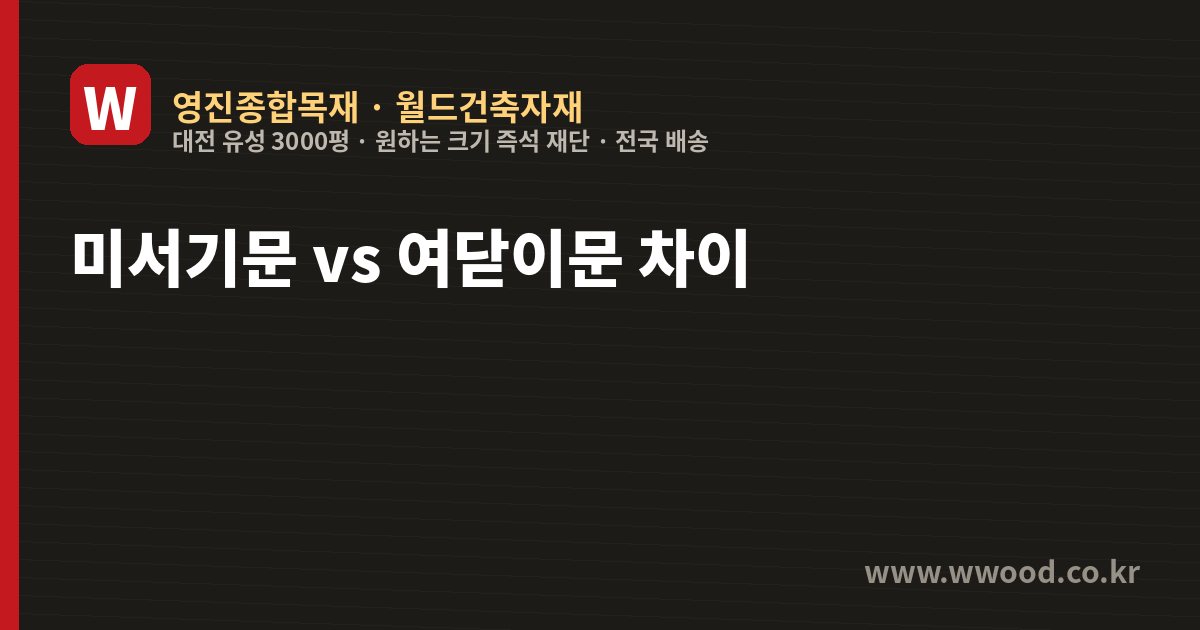 W
영진종합목재 · 월드건축자재
대전 유성 3000평 · 원하는 크기 즉석 재단 · 전국 배송
미서기문 vs 여닫이문 차이
www.wwood.co.kr